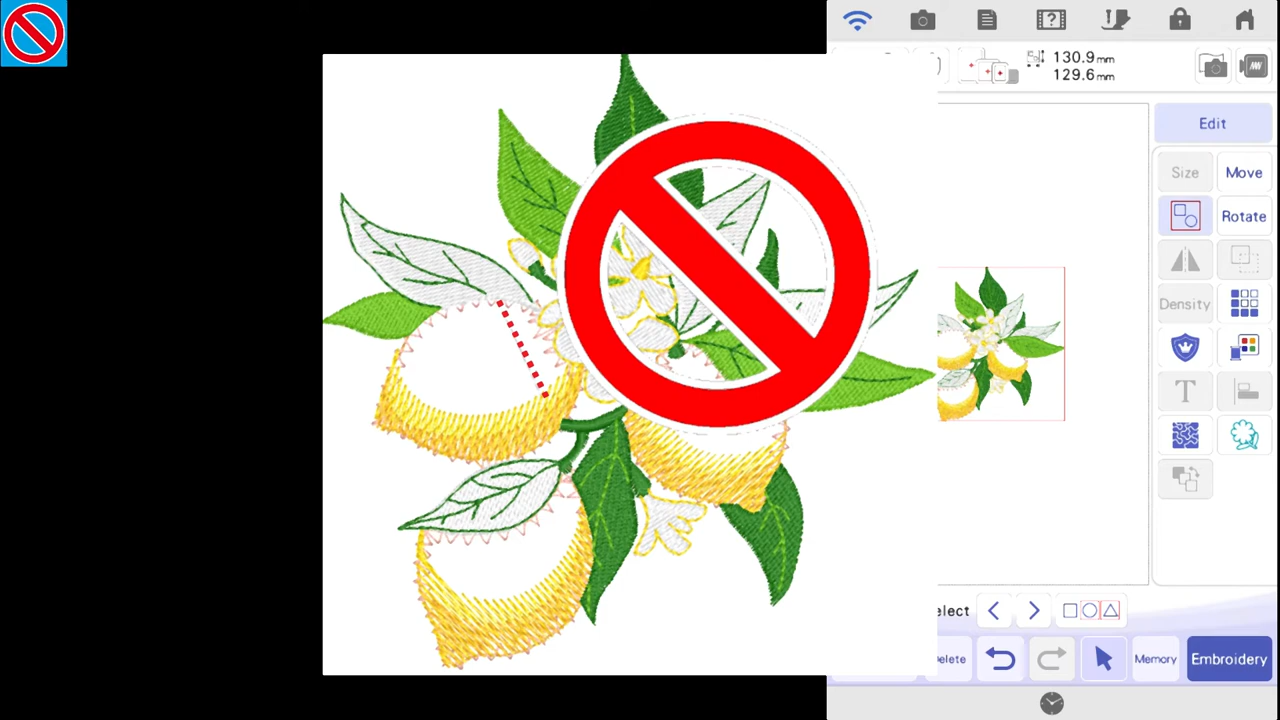 130.9 mm
129.6 mm
Edit
Size
Move
Rotate
Density
T
elect
elete
Memory
Embroidery